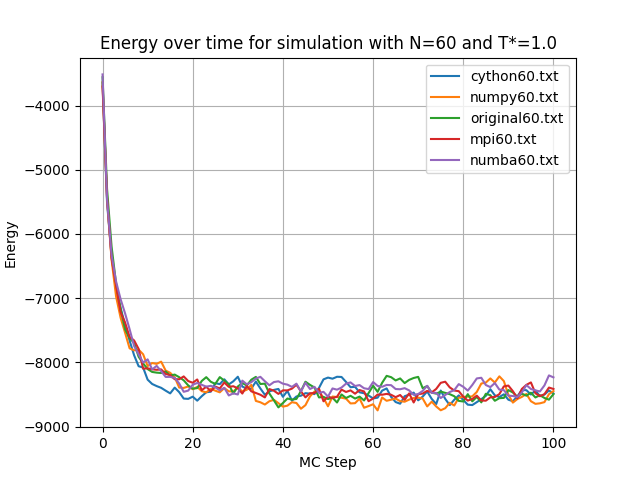 Energy over time for simulation with N=60 and T*=1.0
cython60.txt
numpy60.txt
original60.txt
mpi60.txt
numba60.txt
Energy
−4000
−5000
−6000
−7000
−8000
−9000
0 20 40 60 80 100
MC Step